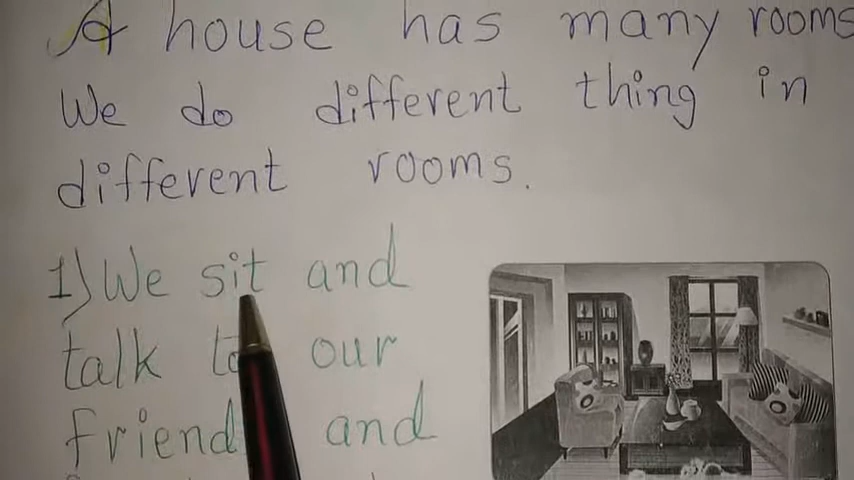 A house has many rooms
We do different thing in
different rooms.
1) We sit and
talk to our
friend and